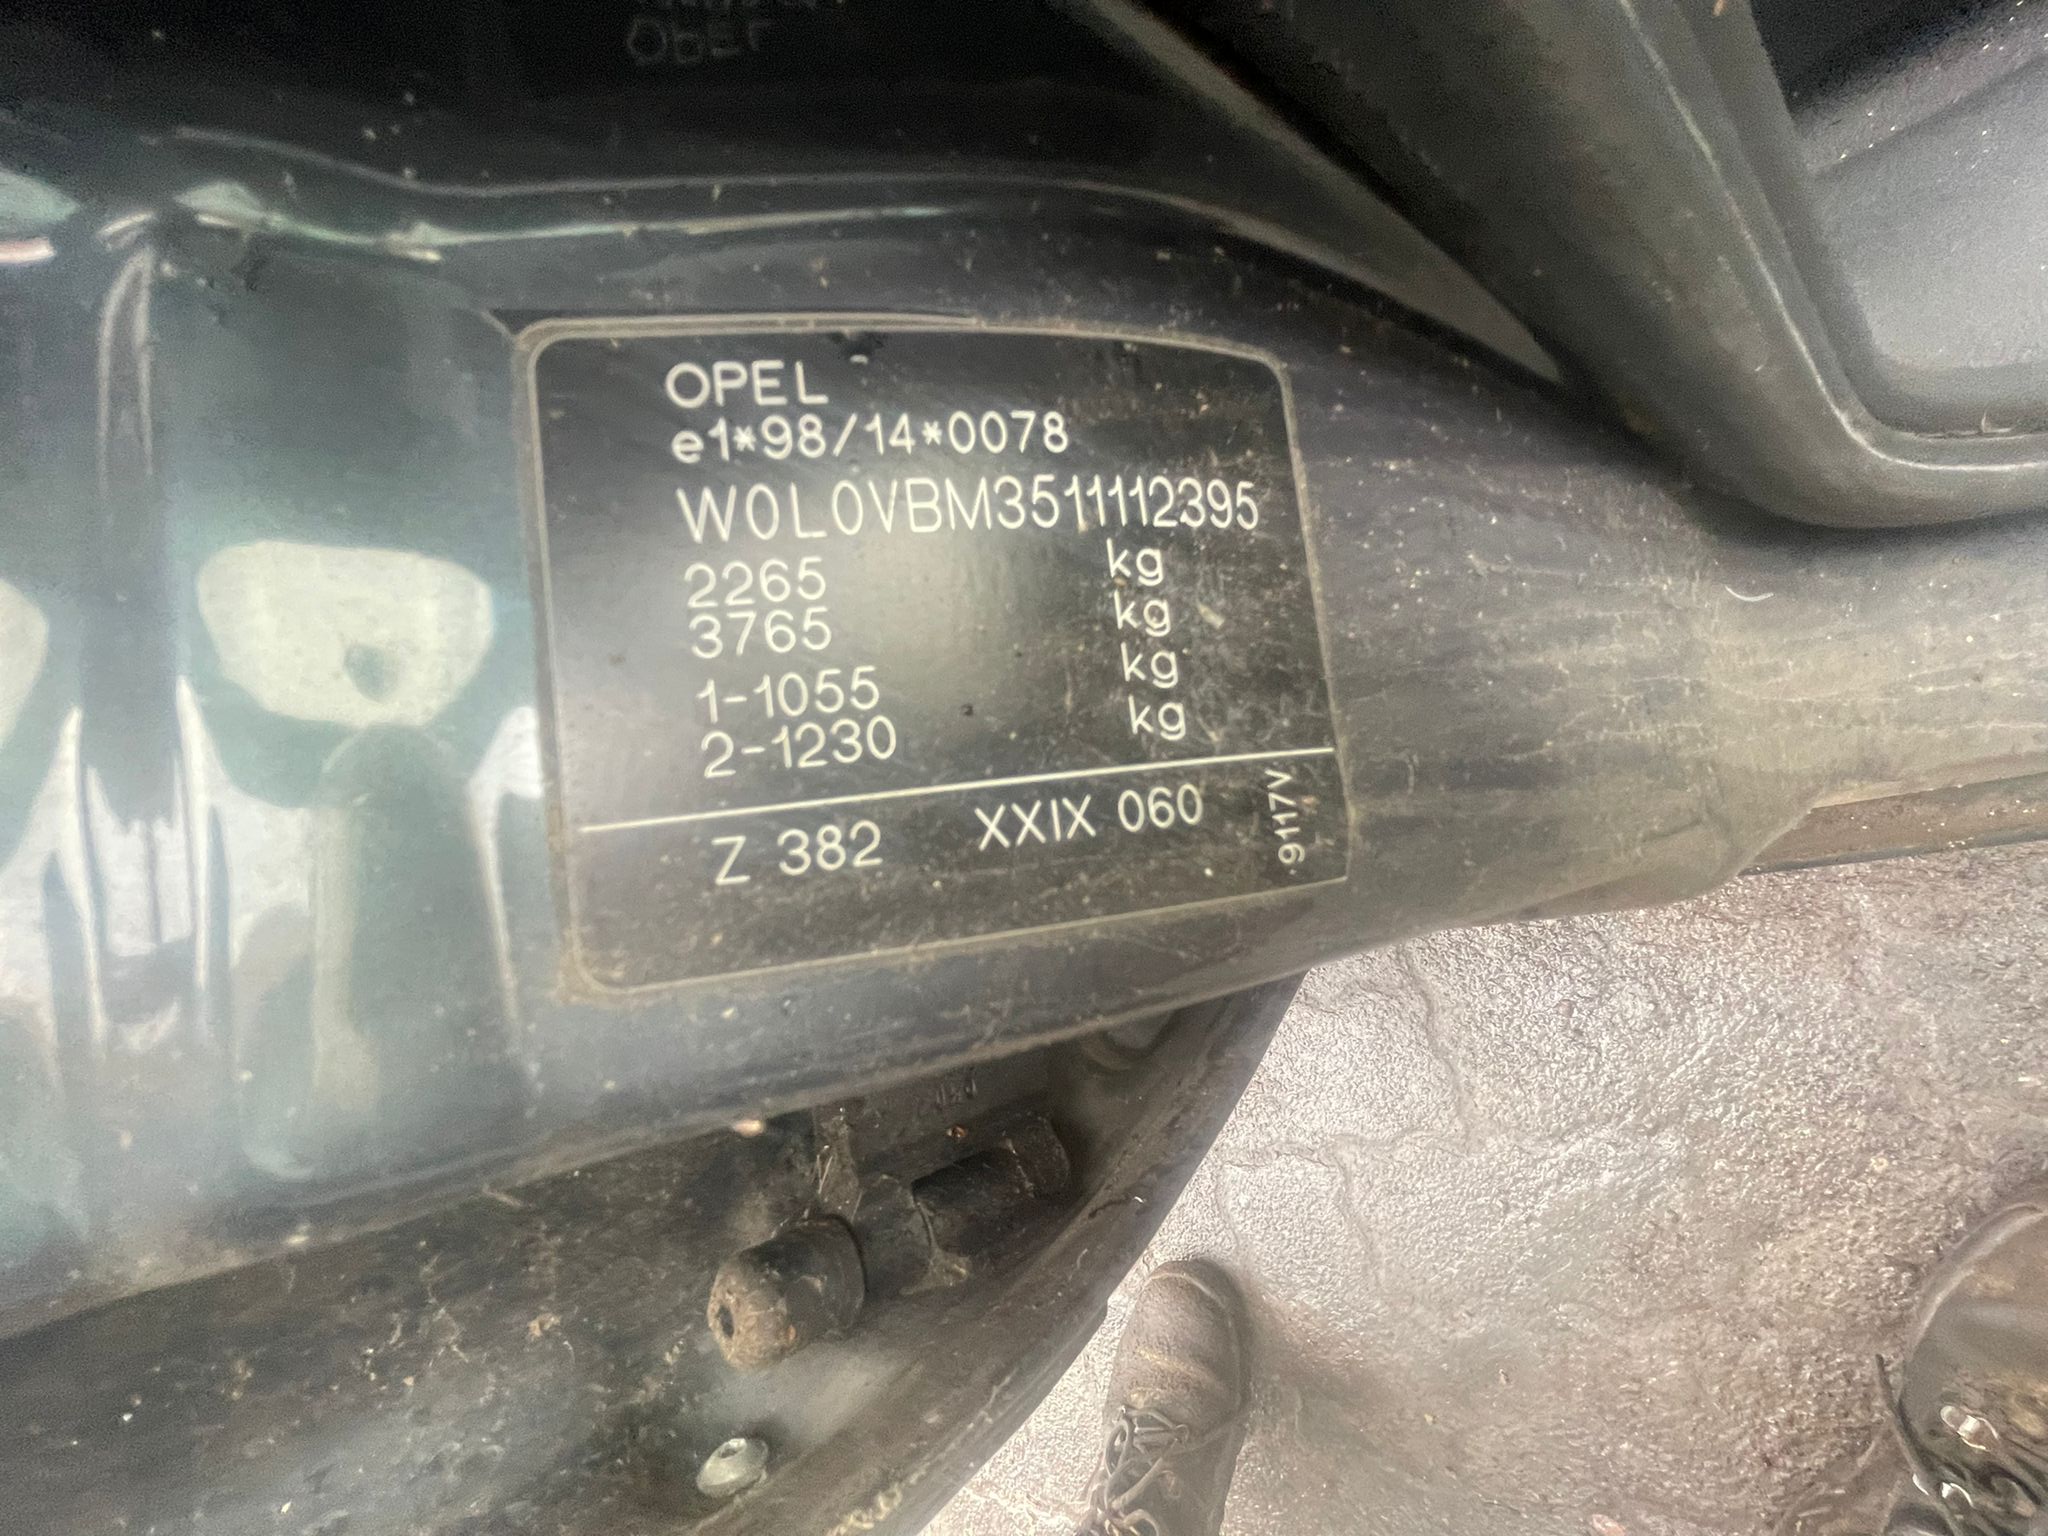 OPEL
e1*98/14*0078
W0L0VBM3511112395
2265 kg
3765 kg
1-1055 kg
2-1230 kg
Z 382 XXIX 060
9117V